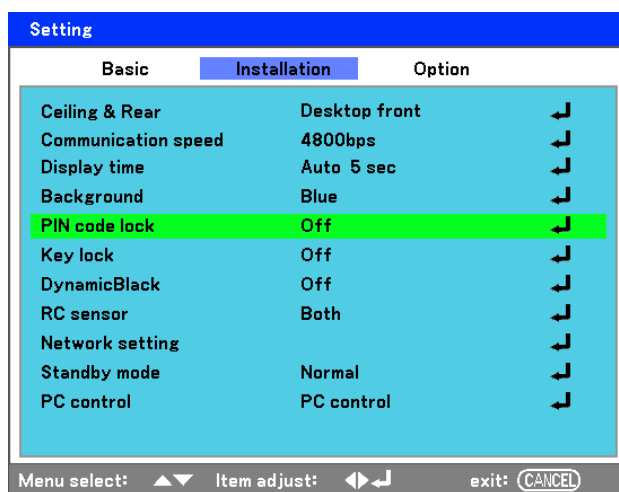 Setting
Basic Installation Option
Ceiling & Rear Desktop front
Communication speed 4800bps
Display time Auto 5 sec
Background Blue
PIN code lock Off
Key lock Off
DynamicBlack Off
RC sensor Both
Network setting
Standby mode Normal
PC control PC control
Menu select: ▲▼ Item adjust: ◀▶↵ exit: CANCEL